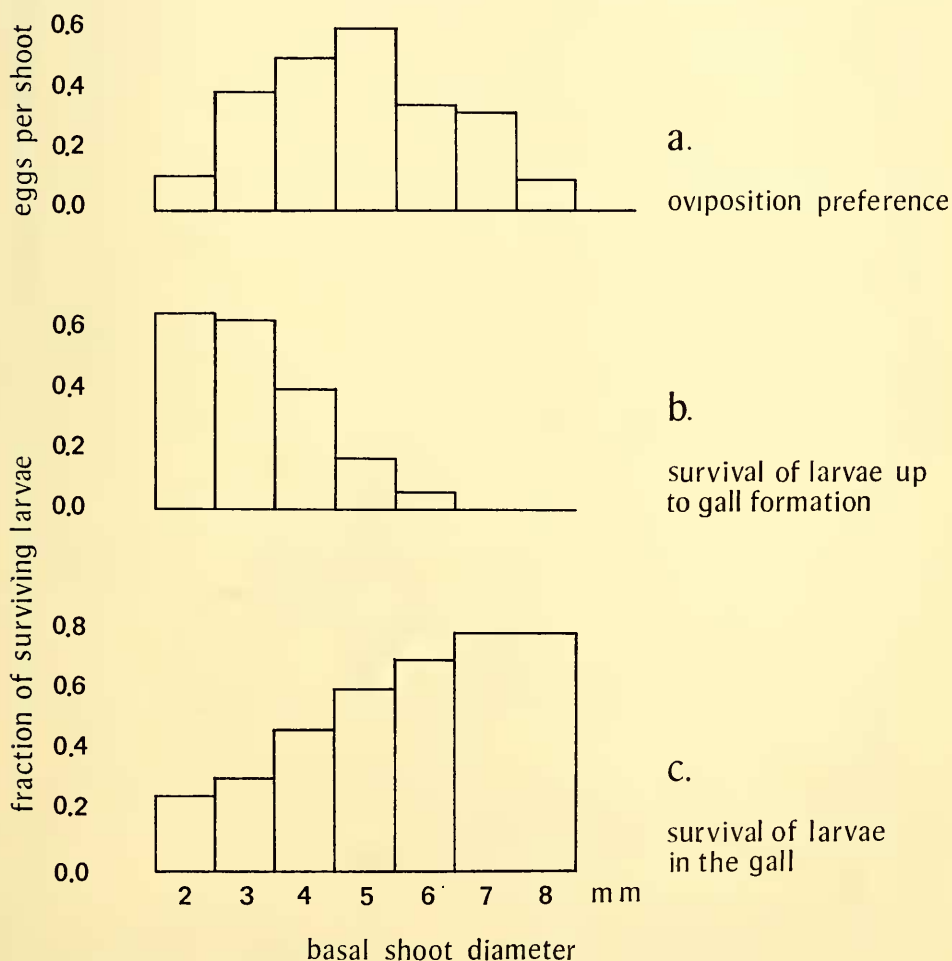 eggs per shoot
0.6
0.4
0.2
0.0
a.
oviposition preference
fraction of surviving larvae
0.6
0.4
0.2
0.0
b.
survival of larvae up
to gall formation
0.8
0.6
0.4
0.2
0.0
c.
survival of larvae
in the gall
2 3 4 5 6 7 8 mm
basal shoot diameter